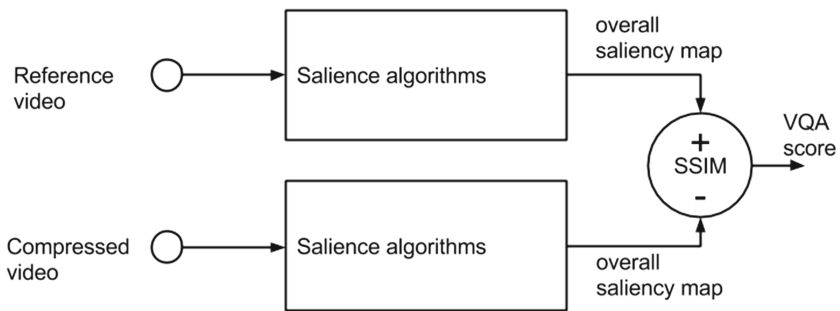 overall
saliency map
Reference
video
Salience algorithms
VQA
score
+
SSIM
-
Compressed
video
Salience algorithms
overall
saliency map